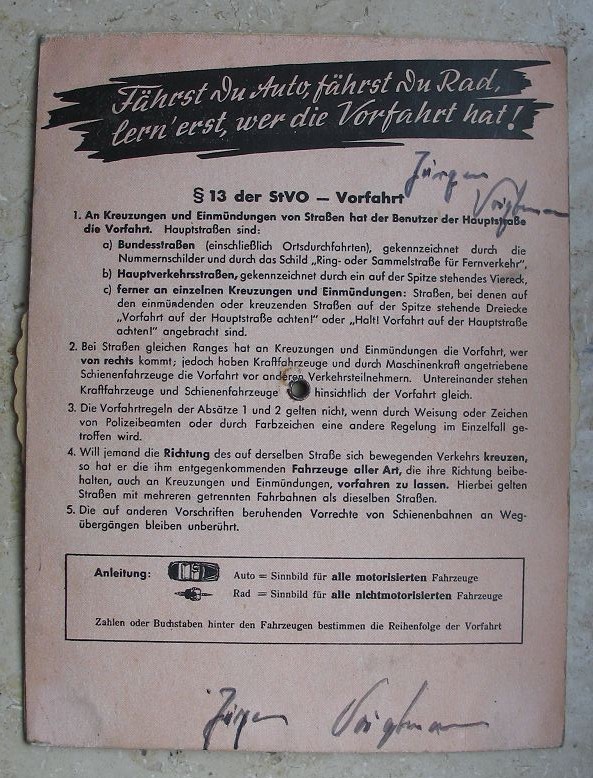 Fährst Du Auto, fährst Du Rad,
lern' erst, wer die Vorfahrt hat!
Jürgen
Voigtmann
§ 13 der StVO — Vorfahrt
1. An Kreuzungen und Einmündungen von Straßen hat der Benutzer der Hauptstraße
die Vorfahrt. Hauptstraßen sind:
a) Bundesstraßen (einschließlich Ortsdurchfahrten), gekennzeichnet durch die
Nummernschilder und durch das Schild „Ring- oder Sammelstraße für Fernverkehr",
b) Hauptverkehrsstraßen, gekennzeichnet durch ein auf der Spitze stehendes Viereck,
c) ferner an einzelnen Kreuzungen und Einmündungen: Straßen, bei denen auf
den einmündenden oder kreuzenden Straßen auf der Spitze stehende Dreiecke
„Vorfahrt auf der Hauptstraße achten!" oder „Halt! Vorfahrt auf der Hauptstraße
achten!" angebracht sind.
2. Bei Straßen gleichen Ranges hat an Kreuzungen und Einmündungen die Vorfahrt, wer
von rechts kommt; jedoch haben Kraftfahrzeuge und durch Maschinenkraft angetriebene
Schienenfahrzeuge die Vorfahrt vor anderen Verkehrsteilnehmern. Untereinander stehen
Kraftfahrzeuge und Schienenfahrzeuge hinsichtlich der Vorfahrt gleich.
3. Die Vorfahrtregeln der Absätze 1 und 2 gelten nicht, wenn durch Weisung oder Zeichen
von Polizeibeamten oder durch Farbzeichen eine andere Regelung im Einzelfall ge-
troffen wird.
4. Will jemand die Richtung des auf derselben Straße sich bewegenden Verkehrs kreuzen,
so hat er die ihm entgegenkommenden Fahrzeuge aller Art, die ihre Richtung beibe-
halten, auch an Kreuzungen und Einmündungen, vorfahren zu lassen. Hierbei gelten
Straßen mit mehreren getrennten Fahrbahnen als dieselben Straßen.
5. Die auf anderen Vorschriften beruhenden Vorrechte von Schienenbahnen an Weg-
übergängen bleiben unberührt.
Anleitung: Auto = Sinnbild für alle motorisierten Fahrzeuge
Rad = Sinnbild für alle nichtmotorisierten Fahrzeuge
Zahlen oder Buchstaben hinter den Fahrzeugen bestimmen die Reihenfolge der Vorfahrt
Jürgen Voigtmann